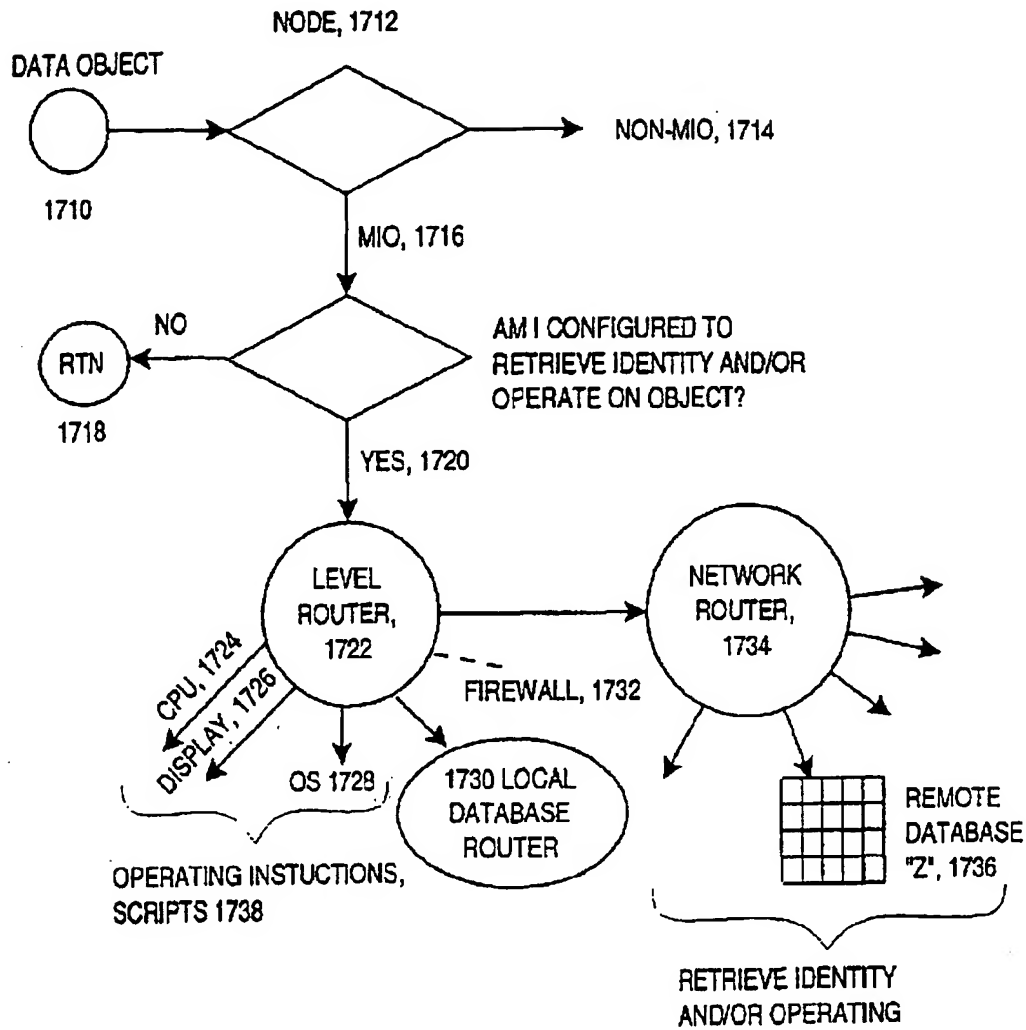 NODE, 1712
DATA OBJECT
NON-MIO, 1714
1710
MIO, 1716
NO
AM I CONFIGURED TO
RETRIEVE IDENTITY AND/OR
OPERATE ON OBJECT?
RTN
1718
YES, 1720
LEVEL
ROUTER,
1722
NETWORK
ROUTER,
1734
CPU, 1724
DISPLAY, 1726
FIREWALL, 1732
OS 1728
1730 LOCAL
DATABASE
ROUTER
REMOTE
DATABASE
"Z", 1736
OPERATING INSTUCTIONS,
SCRIPTS 1738
RETRIEVE IDENTITY
AND/OR OPERATING